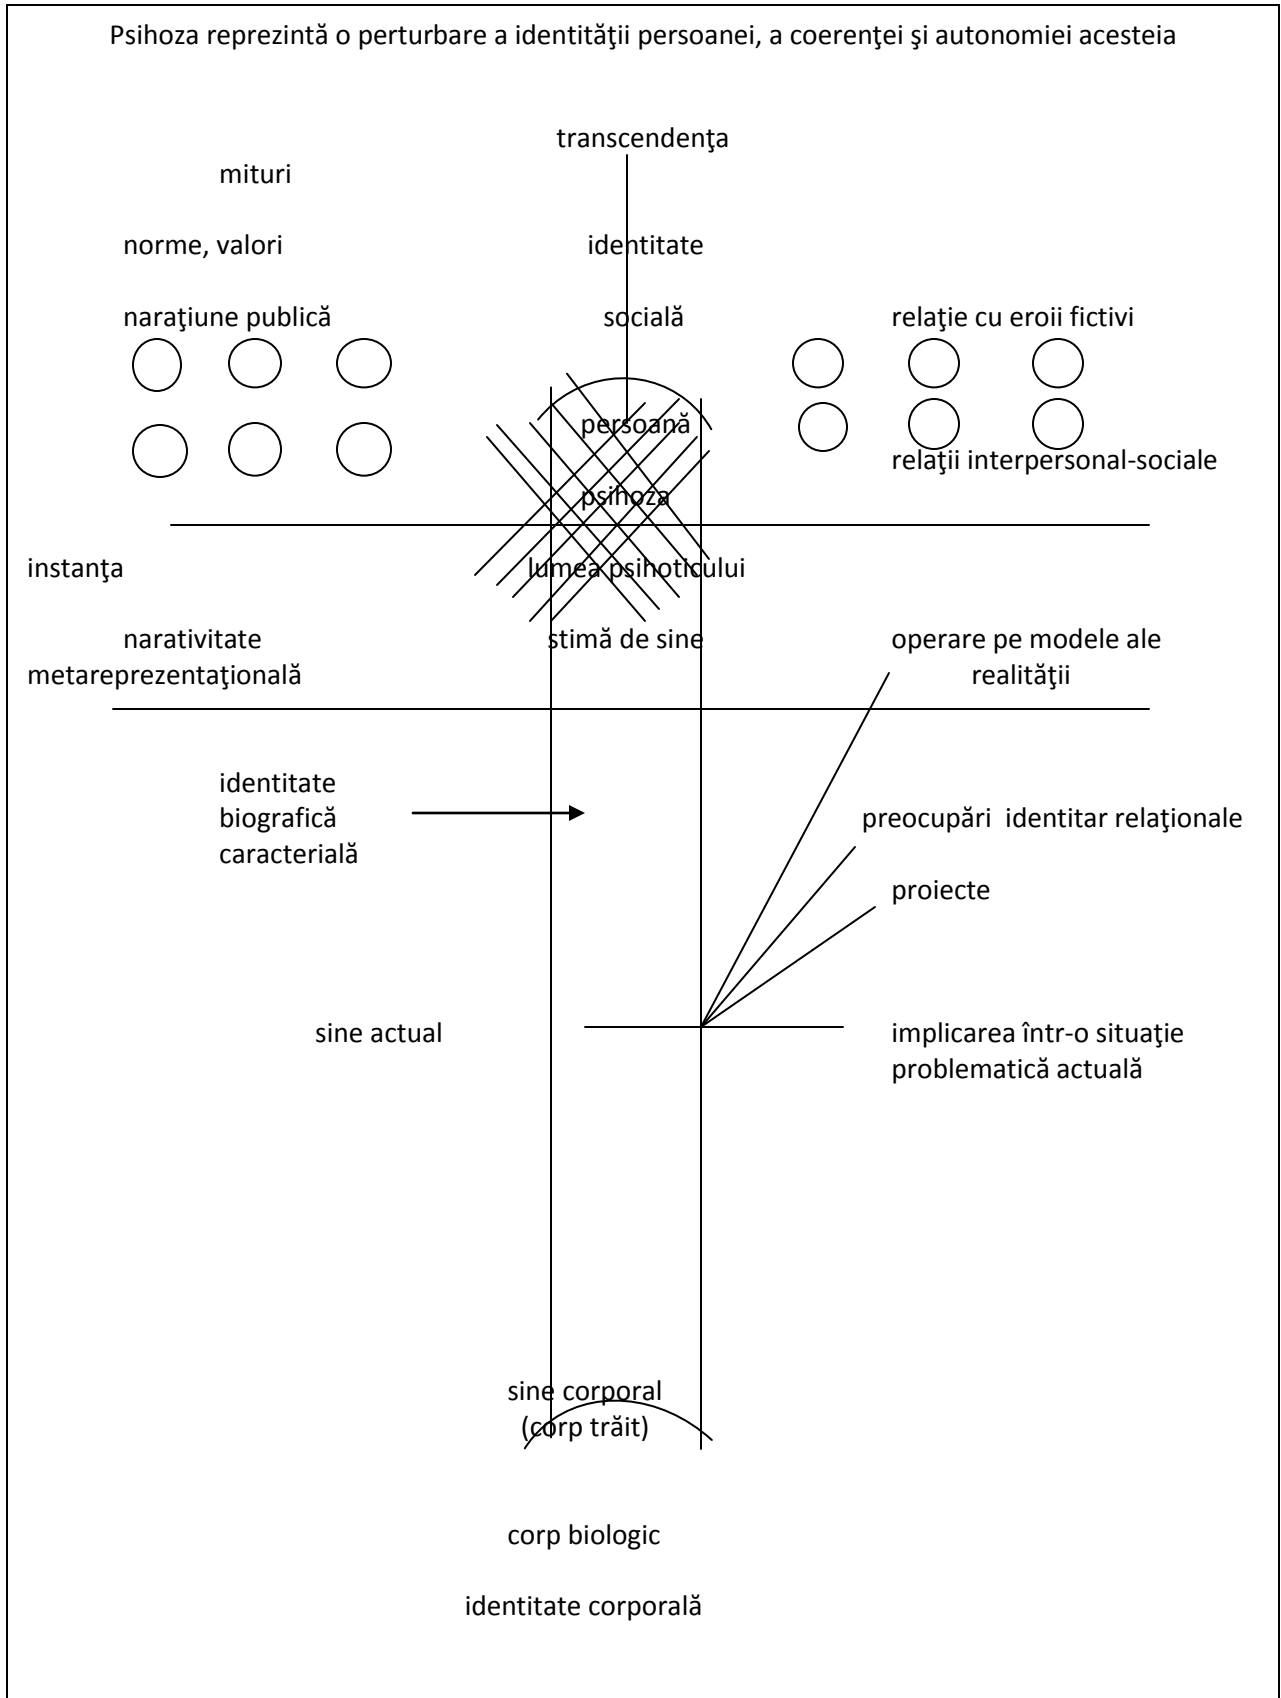 Psihoza reprezintă o perturbare a identităţii persoanei, a coerenţei şi autonomiei acesteia
transcendenţa
mituri
norme, valori
identitate
naraţiune publică
socială
relaţie cu eroii fictivi
persoană
relaţii interpersonal-sociale
psihoza
instanţa
lumea psihoticului
narativitate
stimă de sine
operare pe modele ale
metareprezentaţională
realităţii
identitate
biografică
preocupări identitar relaţionale
caracterială
proiecte
sine actual
implicarea într-o situaţie
problematică actuală
sine corporal
(corp trăit)
corp biologic
identitate corporală